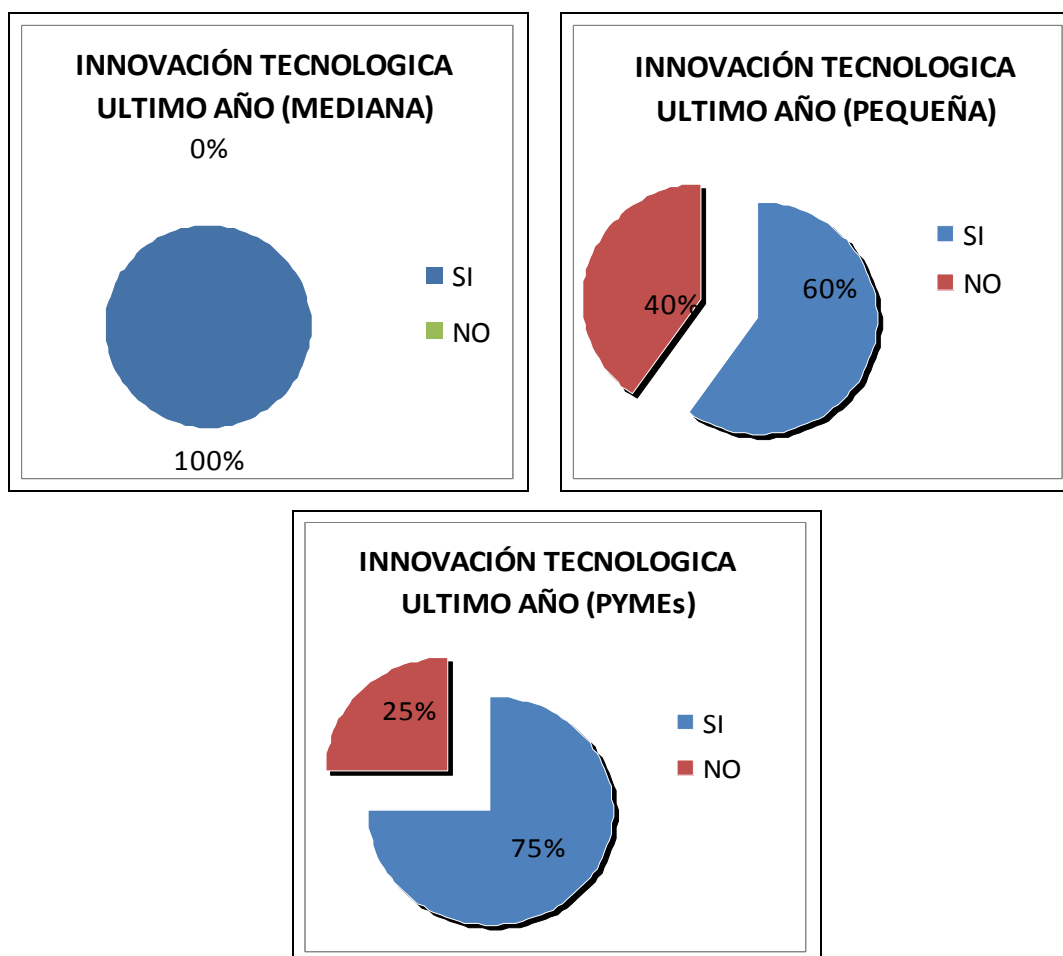 INNOVACIÓN TECNOLOGICA
ULTIMO AÑO (MEDIANA)
0%
SI
NO
100%
INNOVACIÓN TECNOLOGICA
ULTIMO AÑO (PEQUEÑA)
SI
60%
NO
40%
INNOVACIÓN TECNOLOGICA
ULTIMO AÑO (PYMEs)
25%
SI
NO
75%